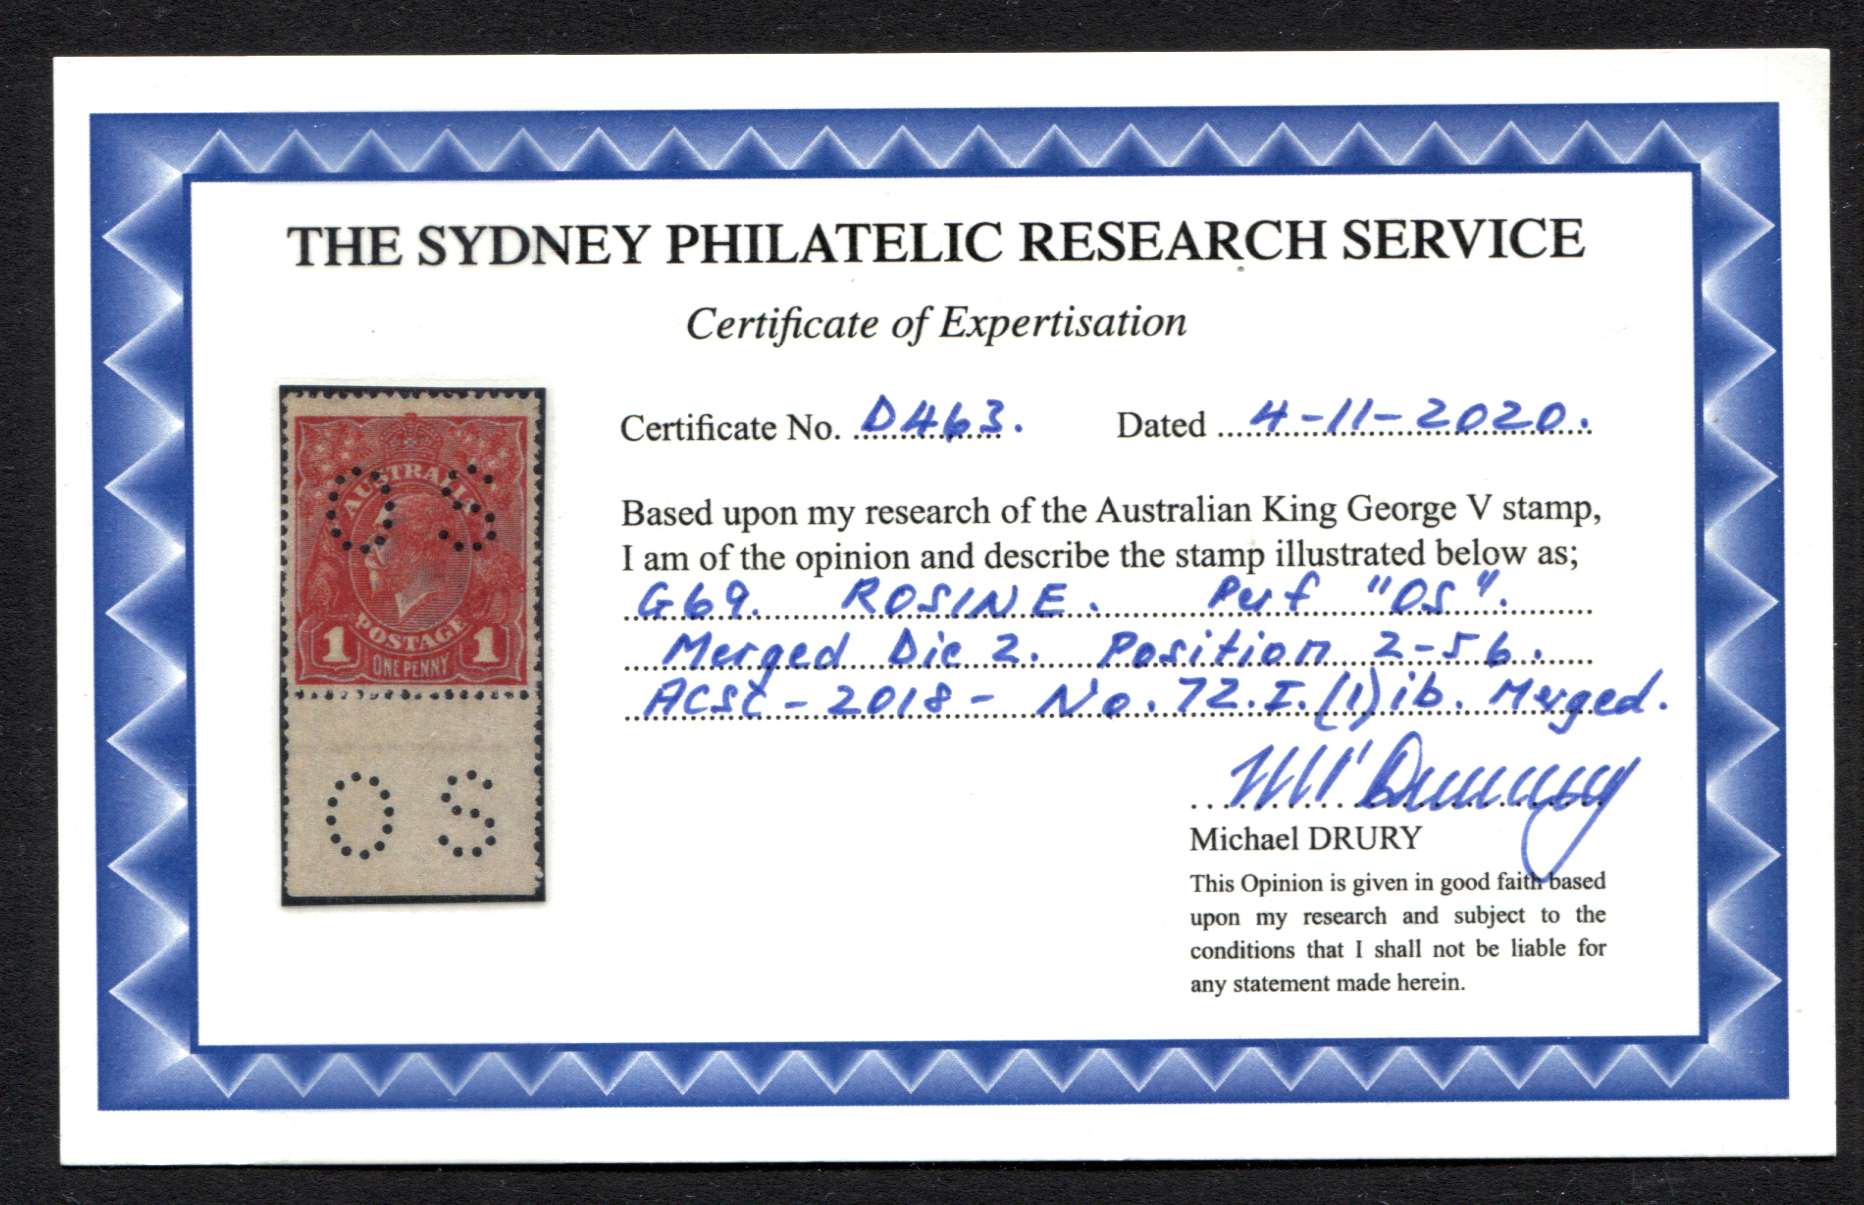 THE SYDNEY PHILATELIC RESEARCH SERVICE
Certificate of Expertisation
Certificate No. D463.
Dated 4-11-2020.
Based upon my research of the Australian King George V stamp,
I am of the opinion and describe the stamp illustrated below as;
G69. ROSINE. Perf "OS".
Merged Die 2. Position 2-56.
ACSC - 2018 - No. 72.I.(1)ib. Merged.
M Drury
Michael DRURY
This Opinion is given in good faith based
upon my research and subject to the
conditions that I shall not be liable for
any statement made herein.
AUSTRALIA
OS
POSTAGE
1 1
ONE PENNY
OS